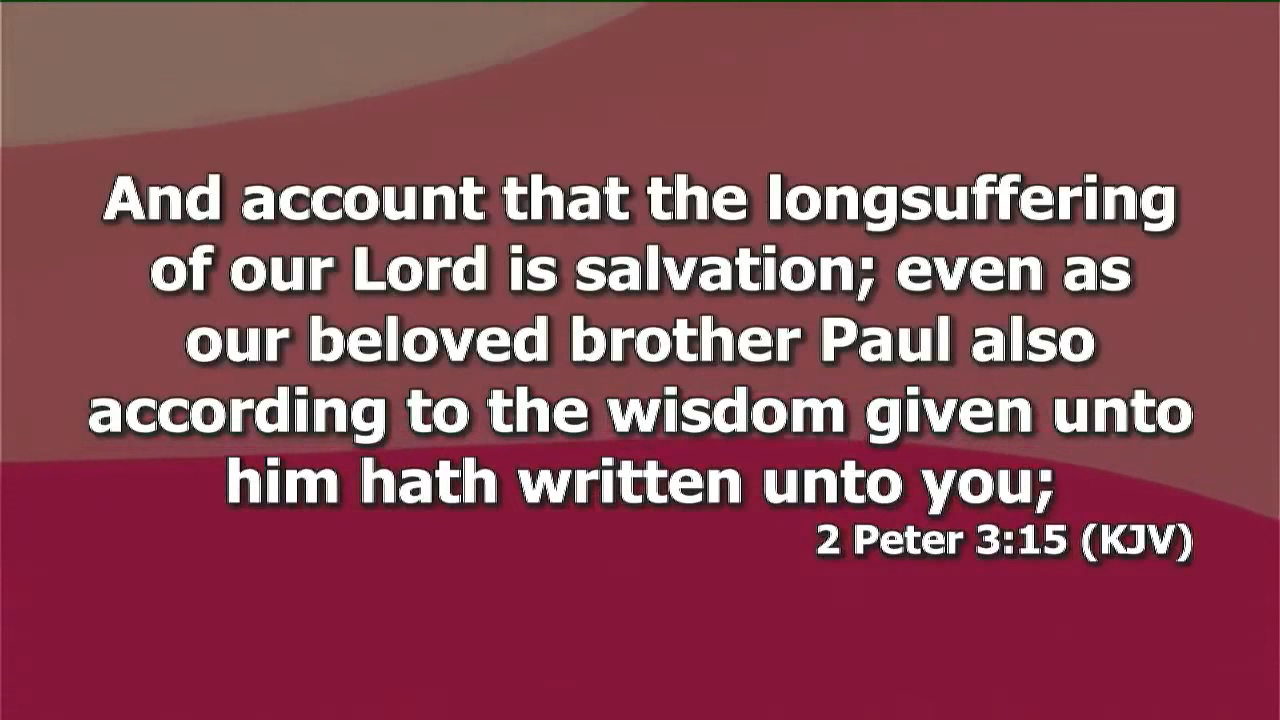 And account that the longsuffering
of our Lord is salvation; even as
our beloved brother Paul also
according to the wisdom given unto
him hath written unto you;
2 Peter 3:15 (KJV)